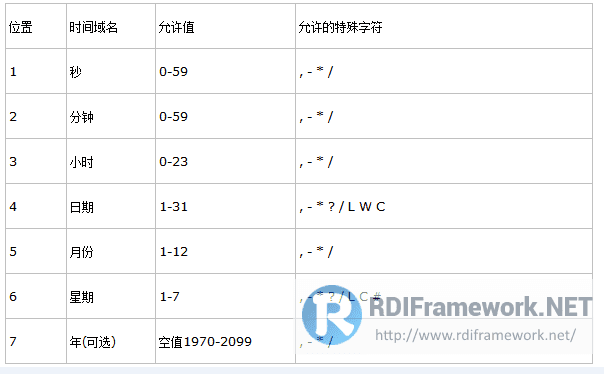 位置 时间域名 允许值 允许的特殊字符
1 秒 0-59 , - * /
2 分钟 0-59 , - * /
3 小时 0-23 , - * /
4 日期 1-31 , - * ? / L W C
5 月份 1-12 , - * /
6 星期 1-7 , - * ? / L C #
7 年(可选) 空值1970-2099 , - * /
RDIFramework.NET
http://www.rdiframework.net/